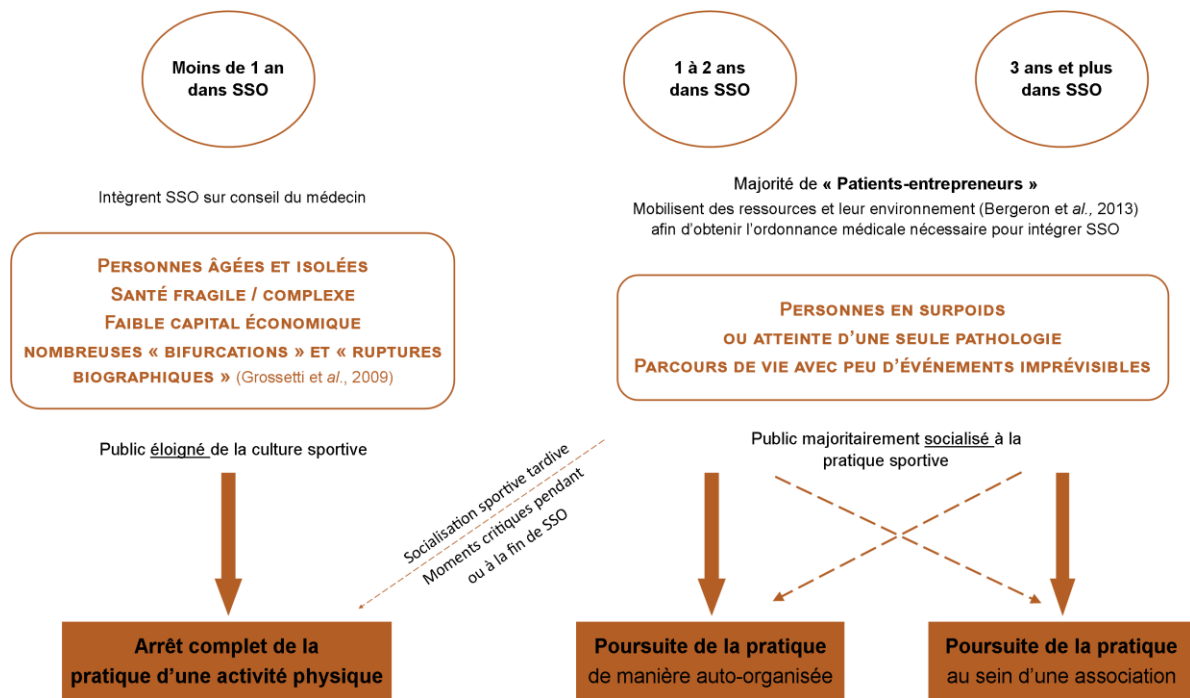 Moins de 1 an
dans SSO
1 à 2 ans
dans SSO
3 ans et plus
dans SSO
Intègrent SSO sur conseil du médecin
Majorité de « Patients-entrepreneurs »
Mobilisent des ressources et leur environnement (Bergeron et al., 2013)
afin d'obtenir l'ordonnance médicale nécessaire pour intégrer SSO
Personnes âgées et isolées
Santé fragile / complexe
Faible capital économique
nombreuses « bifurcations » et « ruptures
biographiques » (Grossetti et al., 2009)
Personnes en surpoids
ou atteinte d'une seule pathologie
Parcours de vie avec peu d'événements imprévisibles
Public éloigné de la culture sportive
Public majoritairement socialisé à la
pratique sportive
Socialisation sportive tardive
Moments critiques pendant
ou à la fin de SSO
Arrêt complet de la
pratique d'une activité physique
Poursuite de la pratique
de manière auto-organisée
Poursuite de la pratique
au sein d'une association